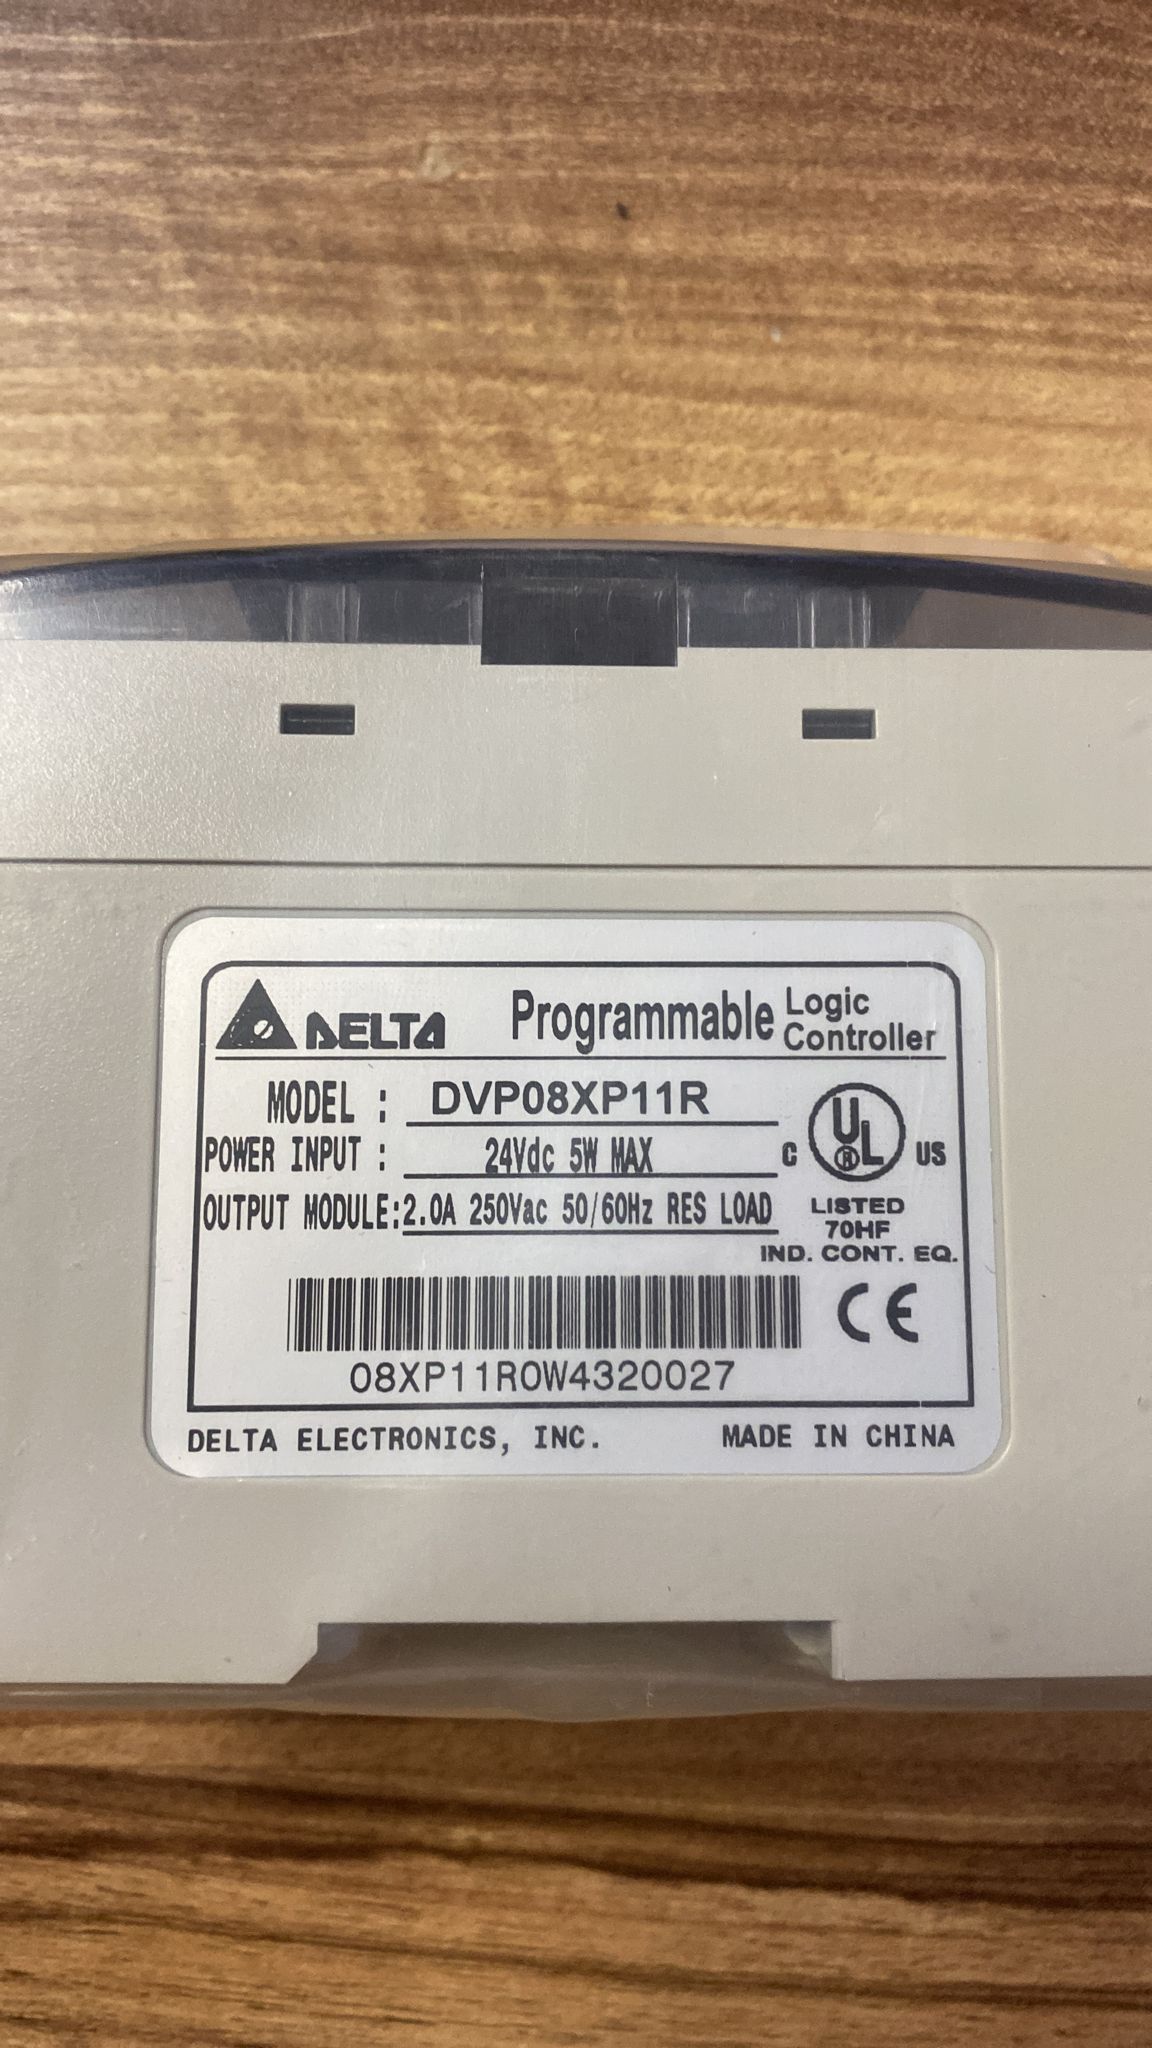 DELTA Programmable Logic Controller
MODEL : DVP08XP11R
POWER INPUT : 24Vdc 5W MAX
OUTPUT MODULE: 2.0A 250Vac 50/60Hz RES LOAD
C UL ® US
LISTED
70HF
IND. CONT. EQ.
CE
08XP11R0W4320027
DELTA ELECTRONICS, INC. MADE IN CHINA